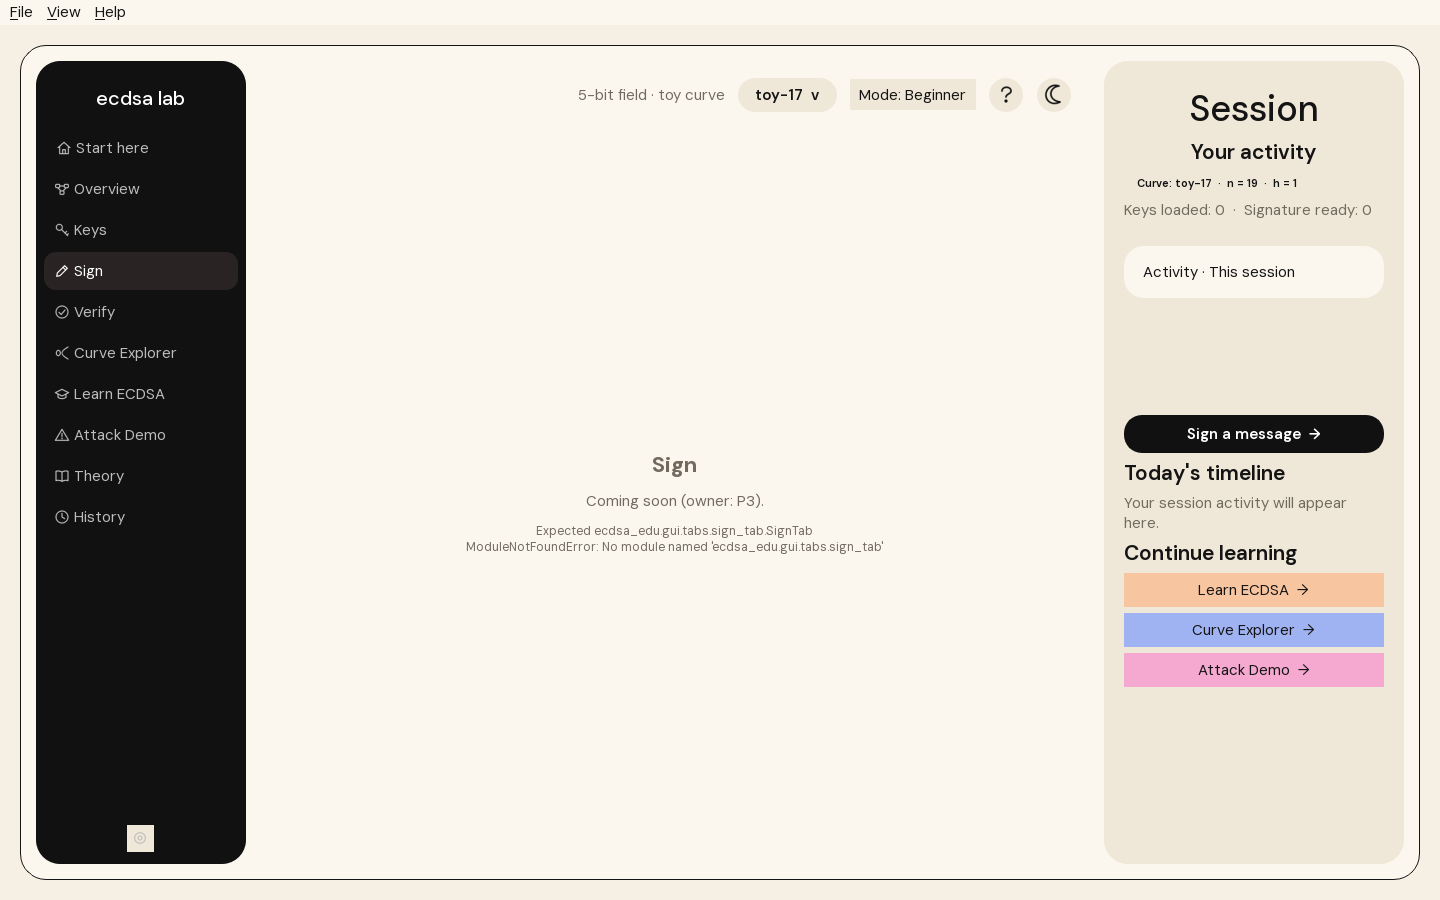 File View Help
ecdsa lab
Start here
Overview
Keys
Sign
Verify
Curve Explorer
Learn ECDSA
Attack Demo
Theory
History
5-bit field · toy curve
toy-17 v
Mode: Beginner
?
Sign
Coming soon (owner: P3).
Expected ecdsa_edu.gui.tabs.sign_tab.SignTab
ModuleNotFoundError: No module named 'ecdsa_edu.gui.tabs.sign_tab'
Session
Your activity
Curve: toy-17 · n = 19 · h = 1
Keys loaded: 0 · Signature ready: 0
Activity · This session
Sign a message →
Today's timeline
Your session activity will appear
here.
Continue learning
Learn ECDSA →
Curve Explorer →
Attack Demo →